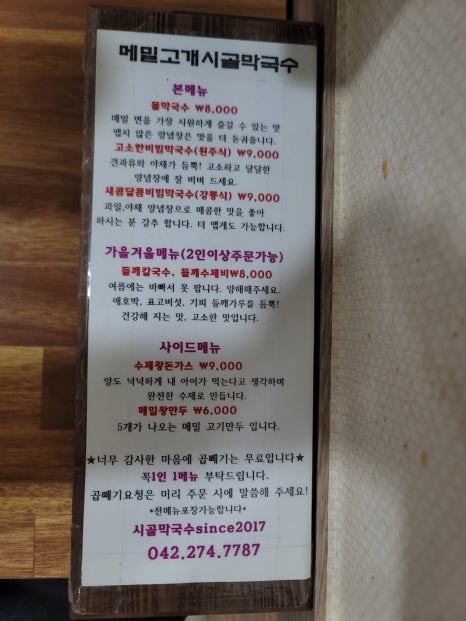 메밀고개시골막국수
본메뉴
물막국수 ₩8,000
메밀 면을 가장 시원하게 즐길 수 있는 맛
맵지 않은 양념장은 맛을 더 돋궈줍니다.
고소한비빔막국수(원주식) ₩9,000
견과류와 야채가 듬뿍! 고소하고 달달한
양념장에 잘 비벼 드세요.
새콤달콤비빔막국수(강릉식) ₩9,000
과일,야채 양념장으로 매콤한 맛을 좋아
하시는 분 강추 합니다. 더 맵게도 가능합니다.
가을겨울메뉴(2인이상주문가능)
들깨칼국수, 들깨수제비₩8,000
여름에는 바빠서 못 합니다. 양해해주세요.
애호박, 표고버섯, 기피 들깨가루를 듬뿍!
건강해 지는 맛, 고소한 맛입니다.
사이드메뉴
수제왕돈가스 ₩9,000
양도 넉넉하게 내 아이가 먹는다고 생각하며
완전한 수제로 만듭니다.
메밀왕만두 ₩6,000
5개가 나오는 메밀 고기만두 입니다.
★너무 감사한 마음에 곱빼기는 무료입니다★
꼭1인 1메뉴 부탁드립니다.
곱빼기요청은 미리 주문 시에 말씀해 주세요!
*전메뉴포장가능합니다*
시골막국수since2017
042.274.7787